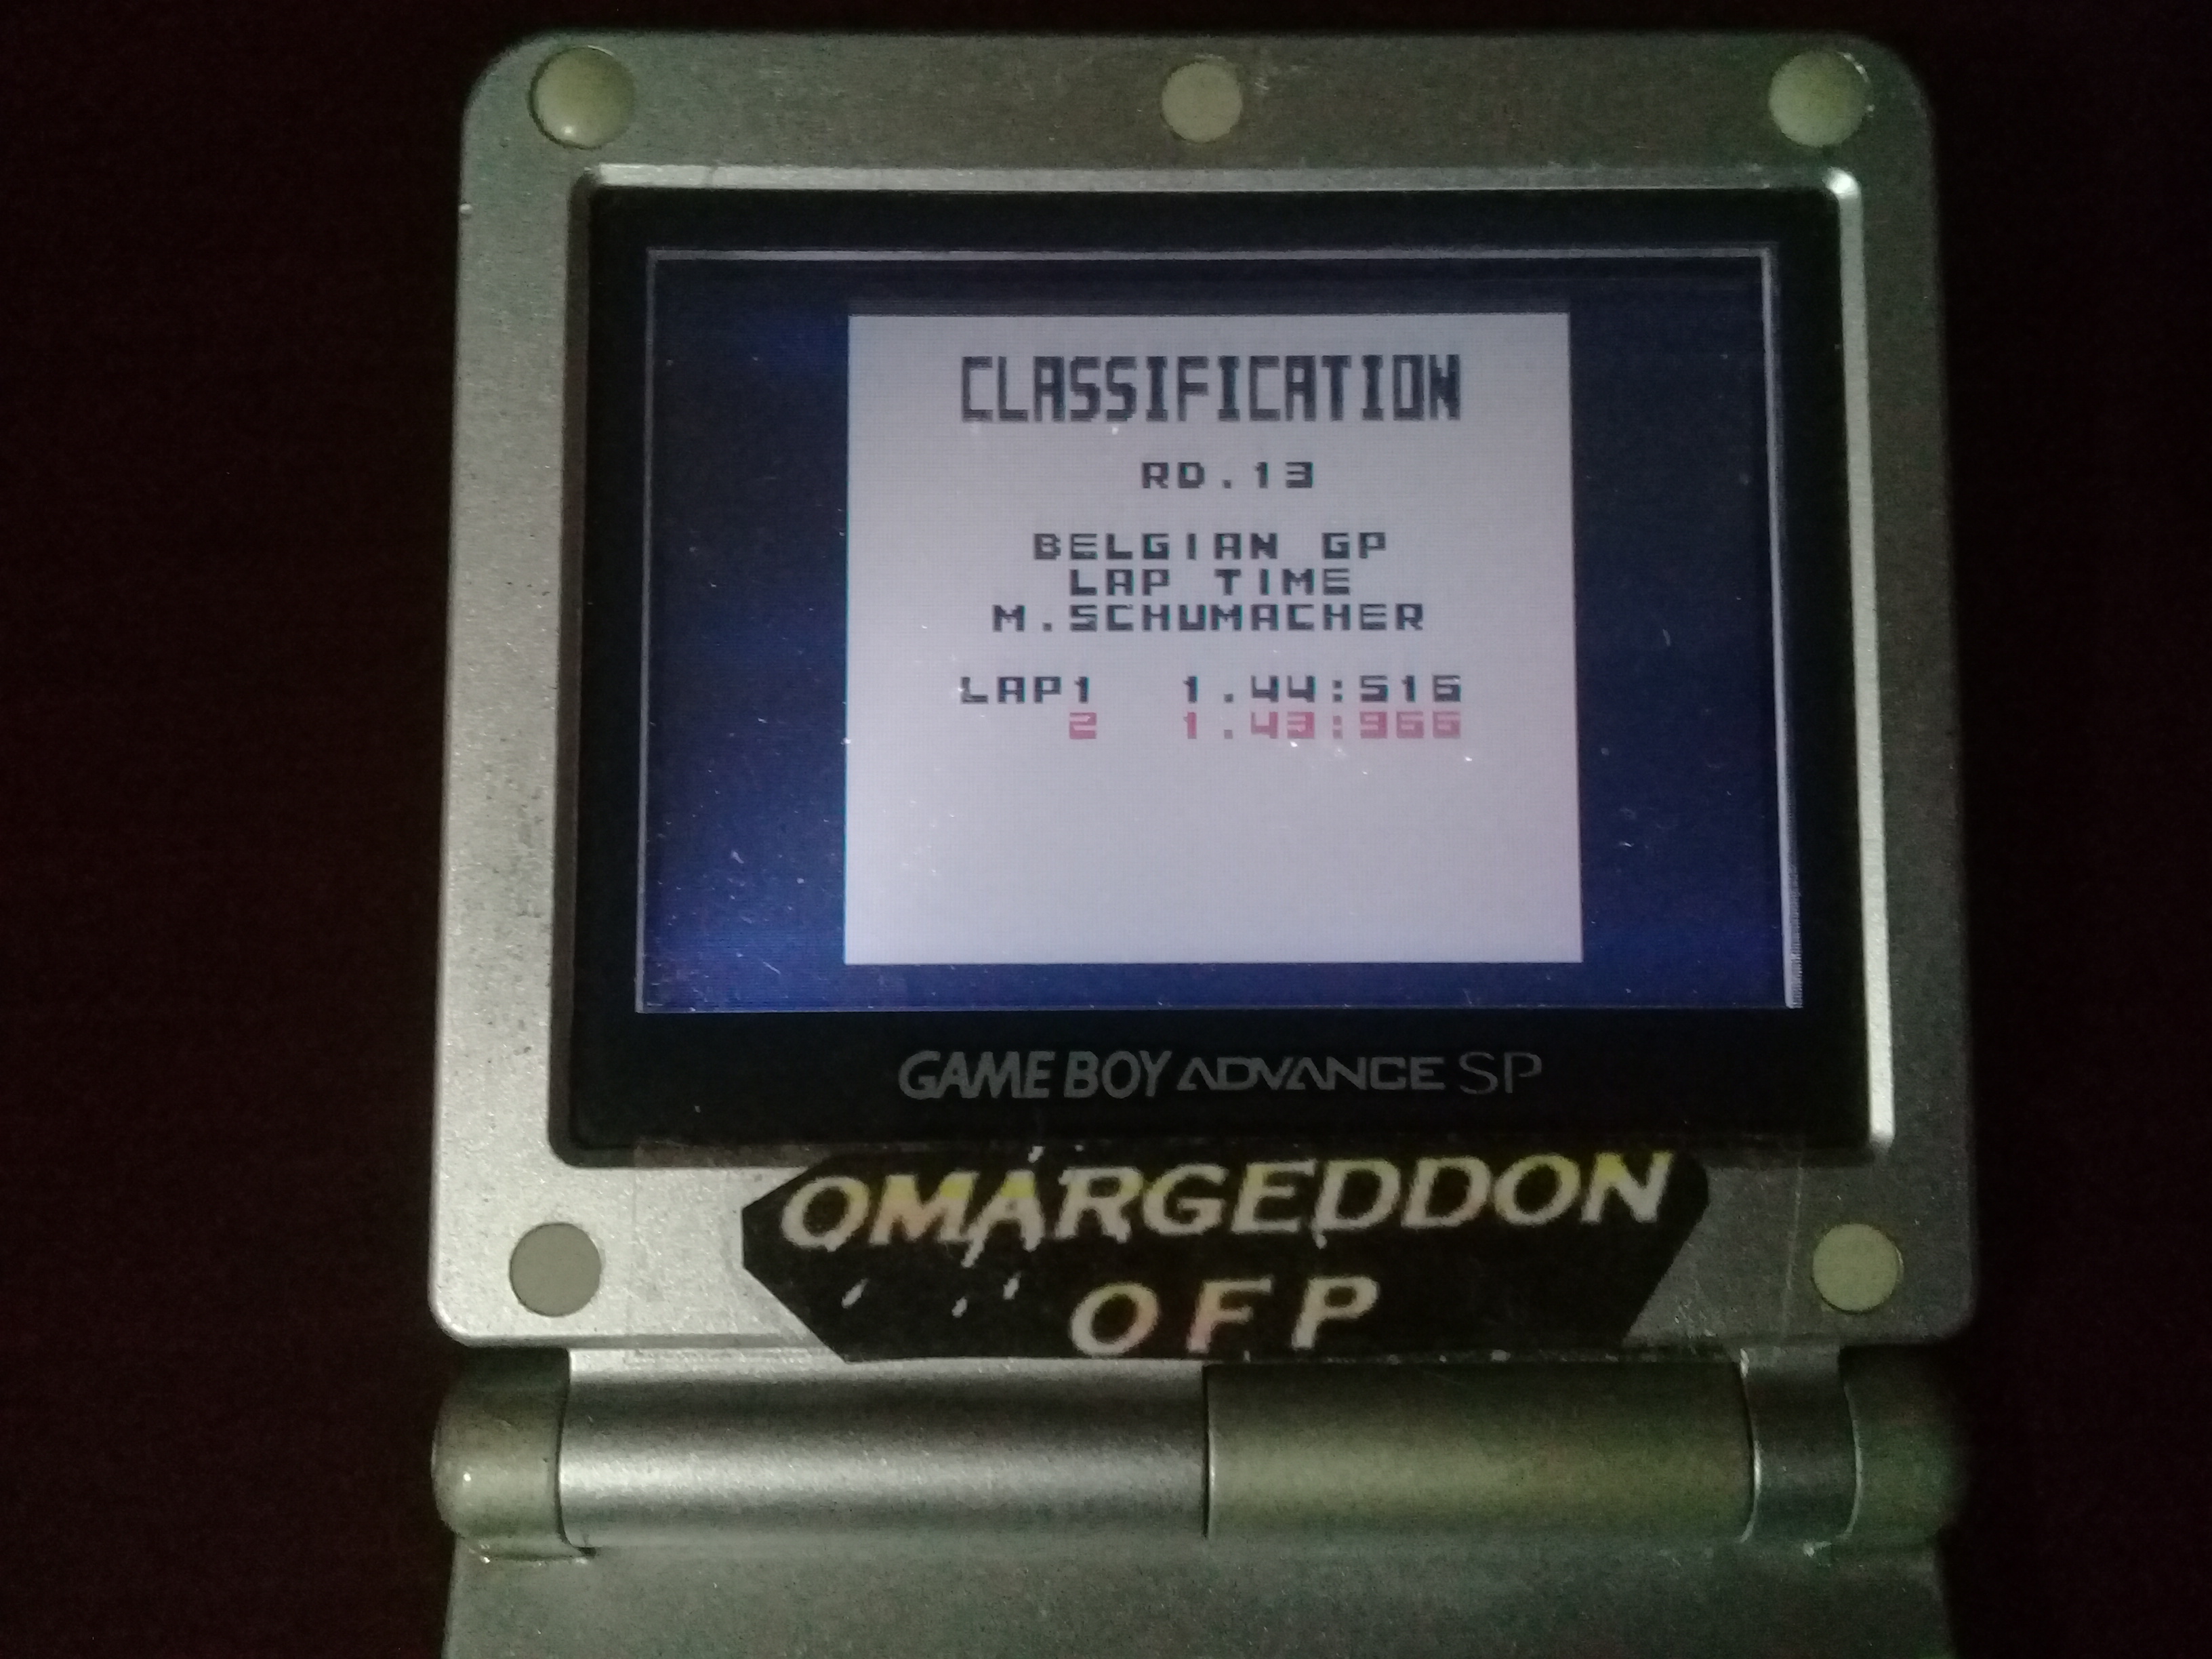 CLASSIFICATION
RD.13
BELGIAN GP
LAP TIME
M.SCHUMACHER
LAP1 1.44:516
2 1.43:966
GAME BOY ADVANCE SP
OMARGEDDON
OFP